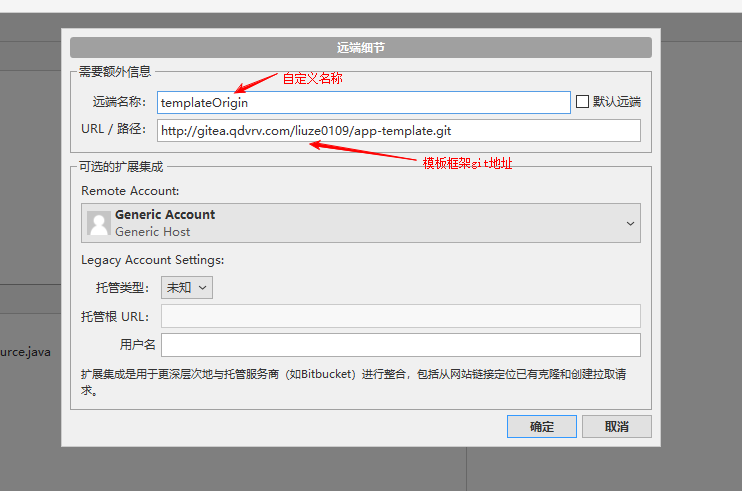 远端细节
需要额外信息
自定义名称
远端名称: templateOrigin 默认远端
URL / 路径: http://gitea.qdvrv.com/liuze0109/app-template.git
模板框架git地址
可选的扩展集成
Remote Account:
Generic Account
Generic Host
Legacy Account Settings:
托管类型: 未知
托管根 URL:
urce.java
用户名
扩展集成是用于更深层次地与托管服务商（如Bitbucket）进行整合，包括从网站链接定位已有克隆和创建拉取请
求。
确定 取消